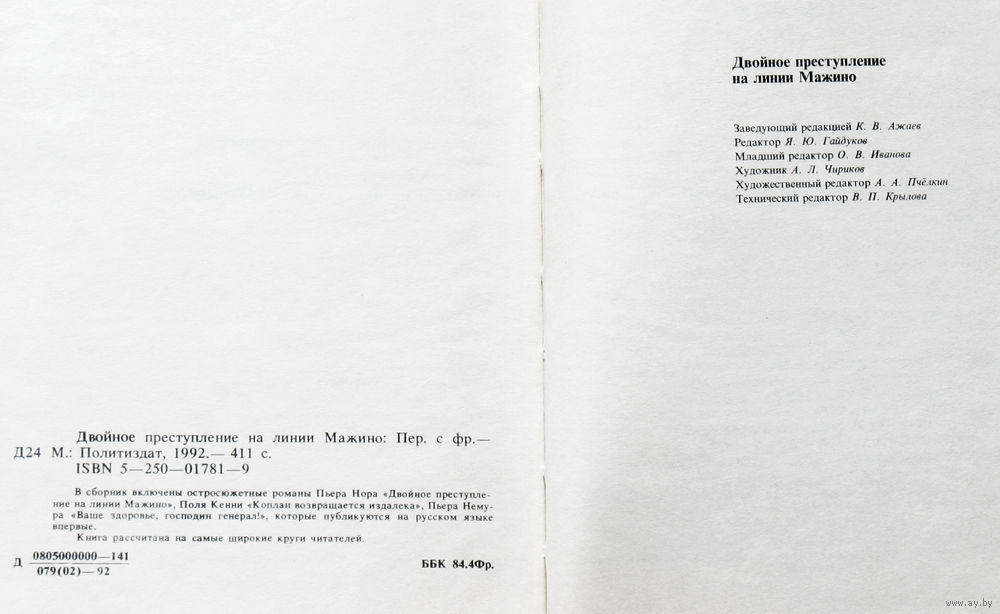 Двойное преступление на линии Мажино: Пер. с фр.—
Д24 М.: Политиздат, 1992.— 411 с.
ISBN 5—250—01781—9
В сборник включены остросюжетные романы Пьера Нора «Двойное преступле-
ние на линии Мажино», Поля Кенни «Коплан возвращается издалека», Пьера Нему-
ра «Ваше здоровье, господин генерал!», которые публикуются на русском языке
впервые.
Книга рассчитана на самые широкие круги читателей.
Д 0805000000—141
079(02)—92
ББК 84.4Фр.
Двойное преступление
на линии Мажино
Заведующий редакцией К. В. Ажаев
Редактор Я. Ю. Гайдуков
Младший редактор О. В. Иванова
Художник А. Л. Чириков
Художественный редактор А. А. Пчёлкин
Технический редактор В. П. Крылова
www.ay.by